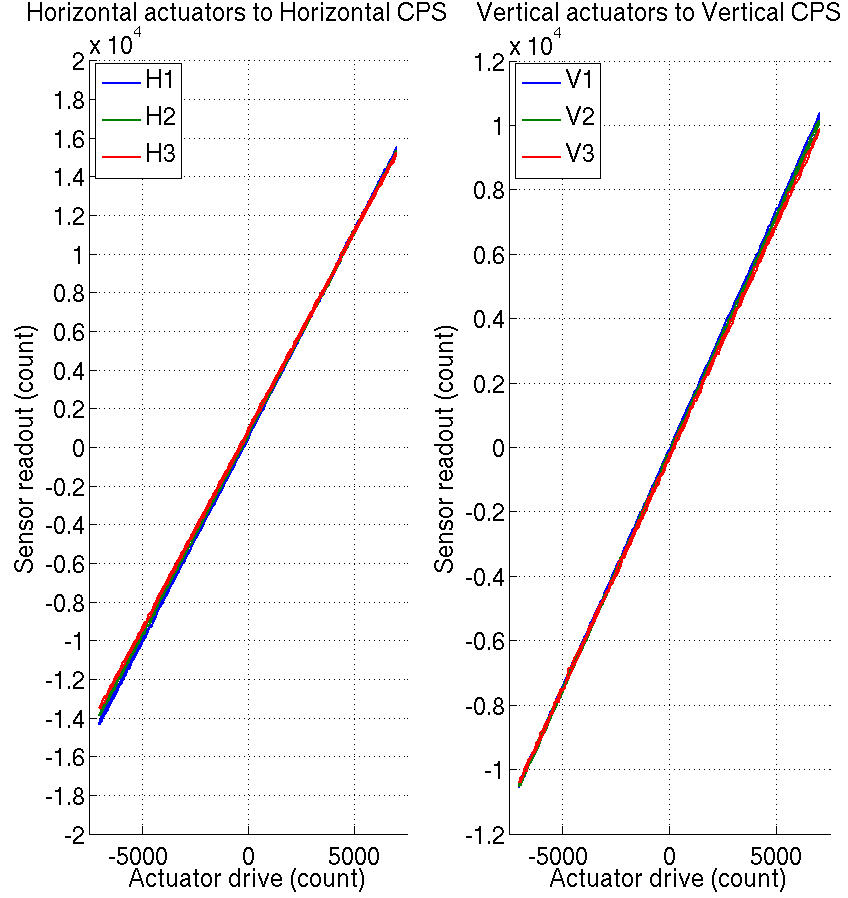 Horizontal actuators to Horizontal CPS
x 10^4
2
1.8
1.6
1.4
1.2
1
0.8
0.6
0.4
0.2
0
-0.2
-0.4
-0.6
-0.8
-1
-1.2
-1.4
-1.6
-1.8
-2
H1
H2
H3
Sensor readout (count)
-5000 0 5000
Actuator drive (count)
Vertical actuators to Vertical CPS
x 10^4
1.2
1
0.8
0.6
0.4
0.2
0
-0.2
-0.4
-0.6
-0.8
-1
-1.2
V1
V2
V3
Sensor readout (count)
-5000 0 5000
Actuator drive (count)